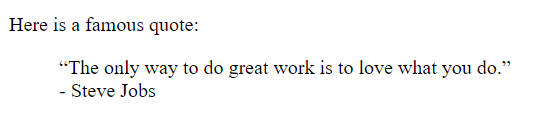 Here is a famous quote:
“The only way to do great work is to love what you do.”
- Steve Jobs